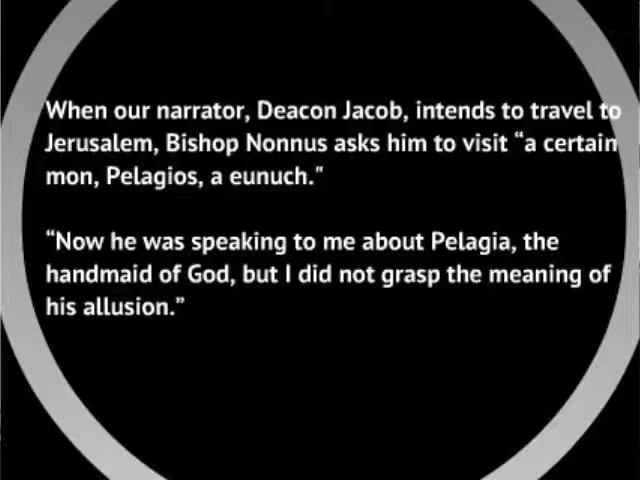 When our narrator, Deacon Jacob, intends to travel to
Jerusalem, Bishop Nonnus asks him to visit “a certain
mon, Pelagios, a eunuch."
“Now he was speaking to me about Pelagia, the
handmaid of God, but I did not grasp the meaning of
his allusion.”